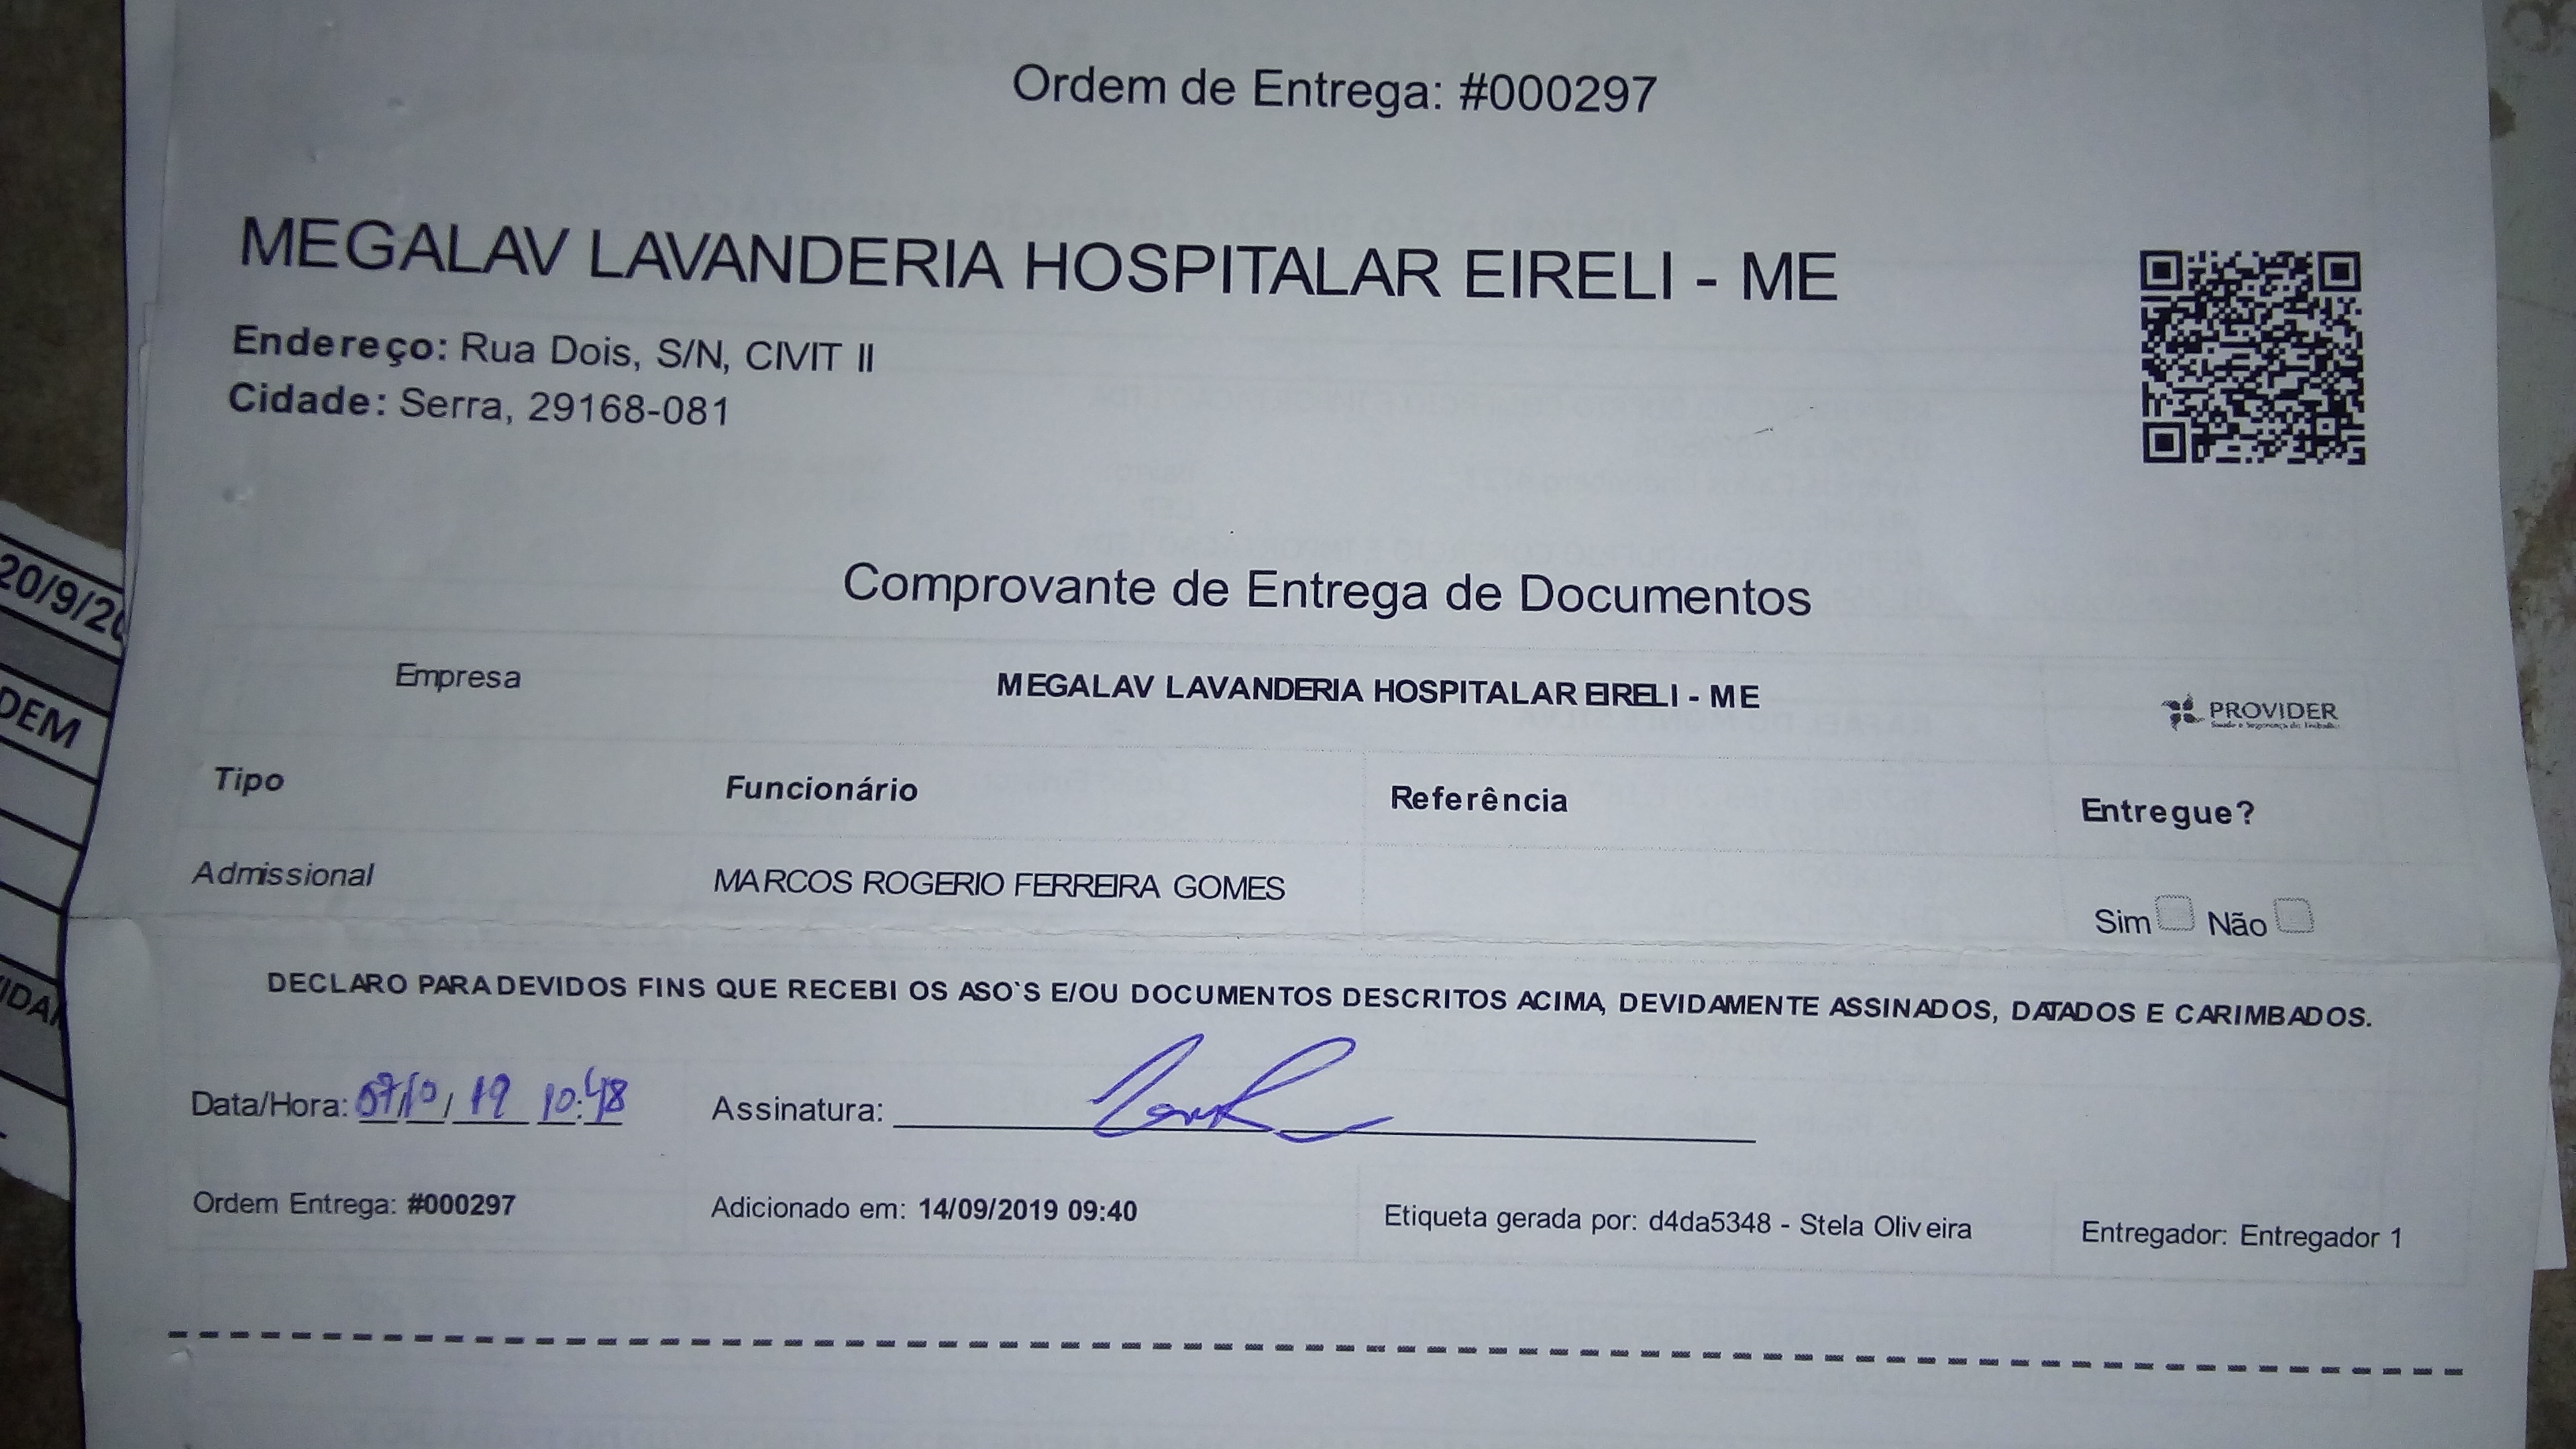 Ordem de Entrega: #000297
MEGALAV LAVANDERIA HOSPITALAR EIRELI - ME
Endereço: Rua Dois, S/N, CIVIT II
Cidade: Serra, 29168-081
20/9/20
DEM
IDA
Comprovante de Entrega de Documentos
Empresa MEGALAV LAVANDERIA HOSPITALAR EIRELI - ME PROVIDER
Saúde e Segurança do Trabalho
Tipo Funcionário Referência Entregue?
Admissional MARCOS ROGERIO FERREIRA GOMES Sim Não
DECLARO PARA DEVIDOS FINS QUE RECEBI OS ASO`S E/OU DOCUMENTOS DESCRITOS ACIMA, DEVIDAMENTE ASSINADOS, DATADOS E CARIMBADOS.
Data/Hora: 07/10/19 10:48 Assinatura:
Ordem Entrega: #000297 Adicionado em: 14/09/2019 09:40 Etiqueta gerada por: d4da5348 - Stela Oliveira Entregador: Entregador 1